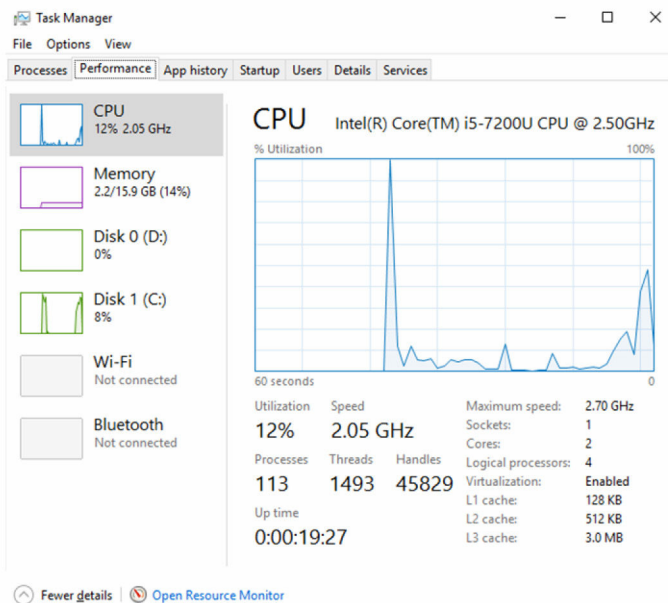 Task Manager
File Options View
Processes Performance App history Startup Users Details Services
CPU
12% 2.05 GHz
Memory
2.2/15.9 GB (14%)
Disk 0 (D:)
0%
Disk 1 (C:)
8%
Wi-Fi
Not connected
Bluetooth
Not connected
CPU Intel(R) Core(TM) i5-7200U CPU @ 2.50GHz
% Utilization 100%
60 seconds 0
Utilization Speed
12% 2.05 GHz
Processes Threads Handles
113 1493 45829
Up time
0:00:19:27
Maximum speed: 2.70 GHz
Sockets: 1
Cores: 2
Logical processors: 4
Virtualization: Enabled
L1 cache: 128 KB
L2 cache: 512 KB
L3 cache: 3.0 MB
Fewer details Open Resource Monitor